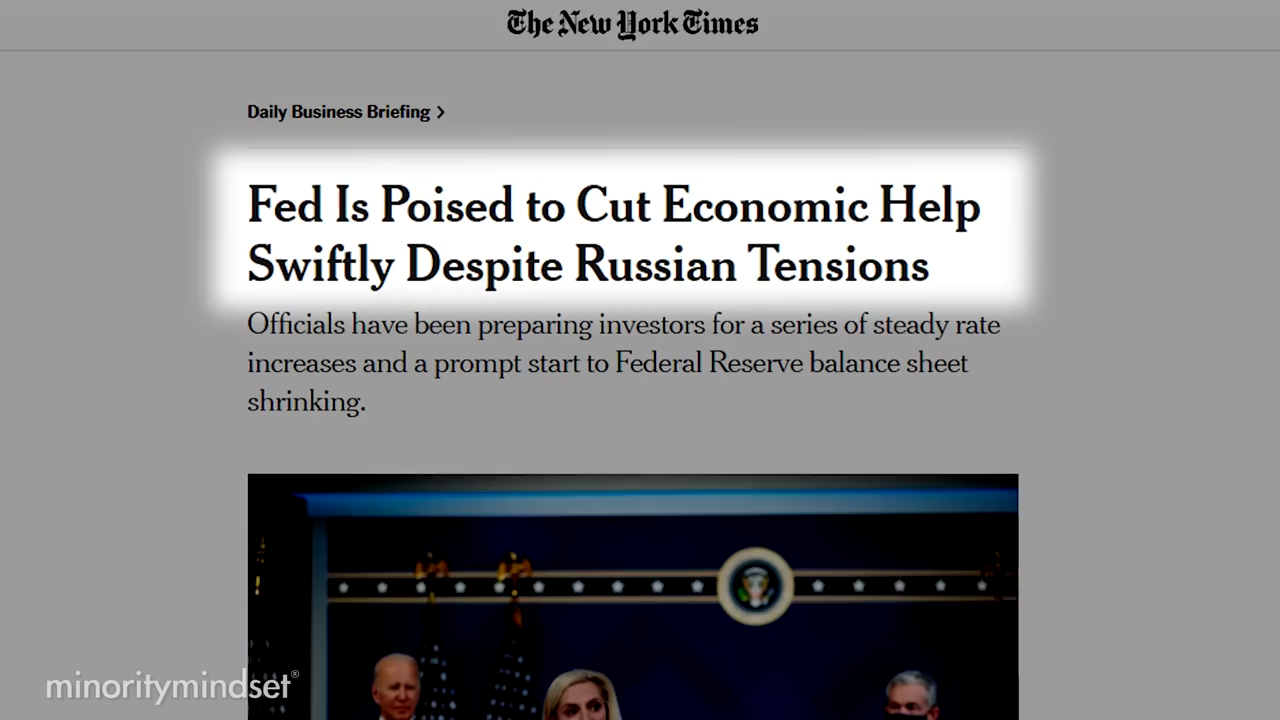 The New York Times
Daily Business Briefing >
Fed Is Poised to Cut Economic Help
Swiftly Despite Russian Tensions
Officials have been preparing investors for a series of steady rate
increases and a prompt start to Federal Reserve balance sheet
shrinking.
minoritymindset®